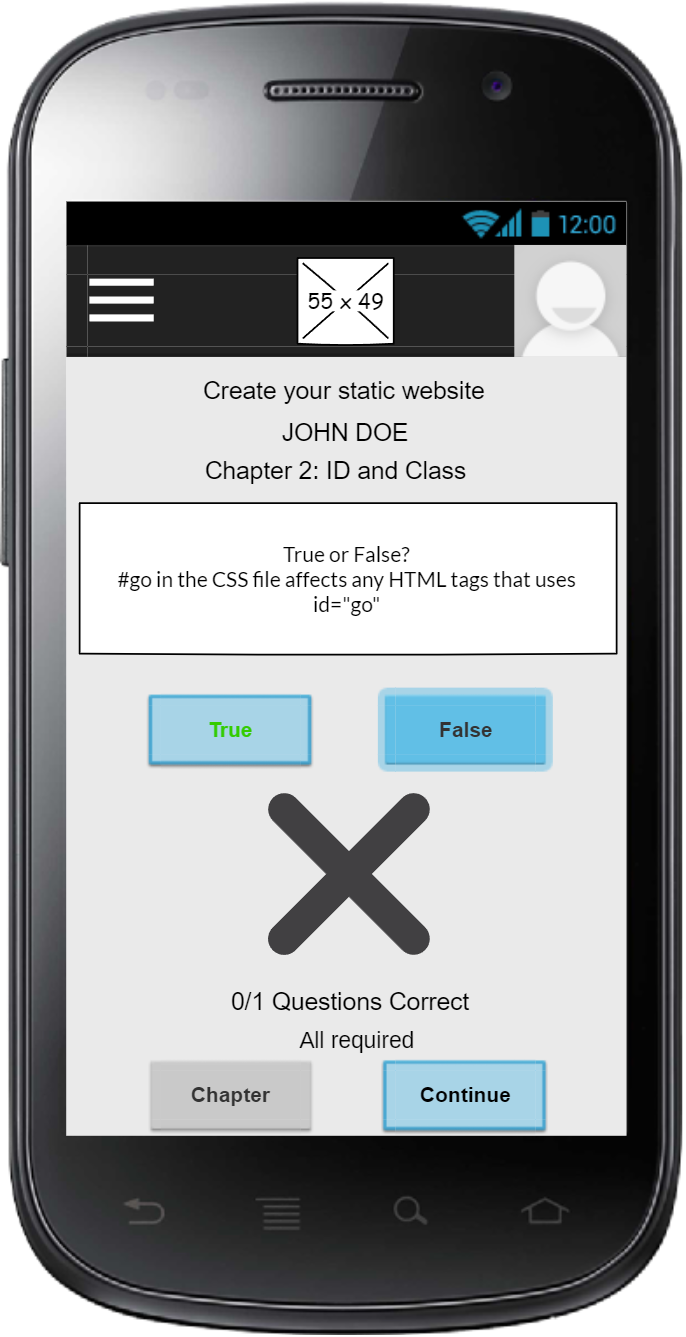 12:00
55 x 49
Create your static website
JOHN DOE
Chapter 2: ID and Class
True or False?
#go in the CSS file affects any HTML tags that uses
id="go"
True
False
0/1 Questions Correct
All required
Chapter
Continue